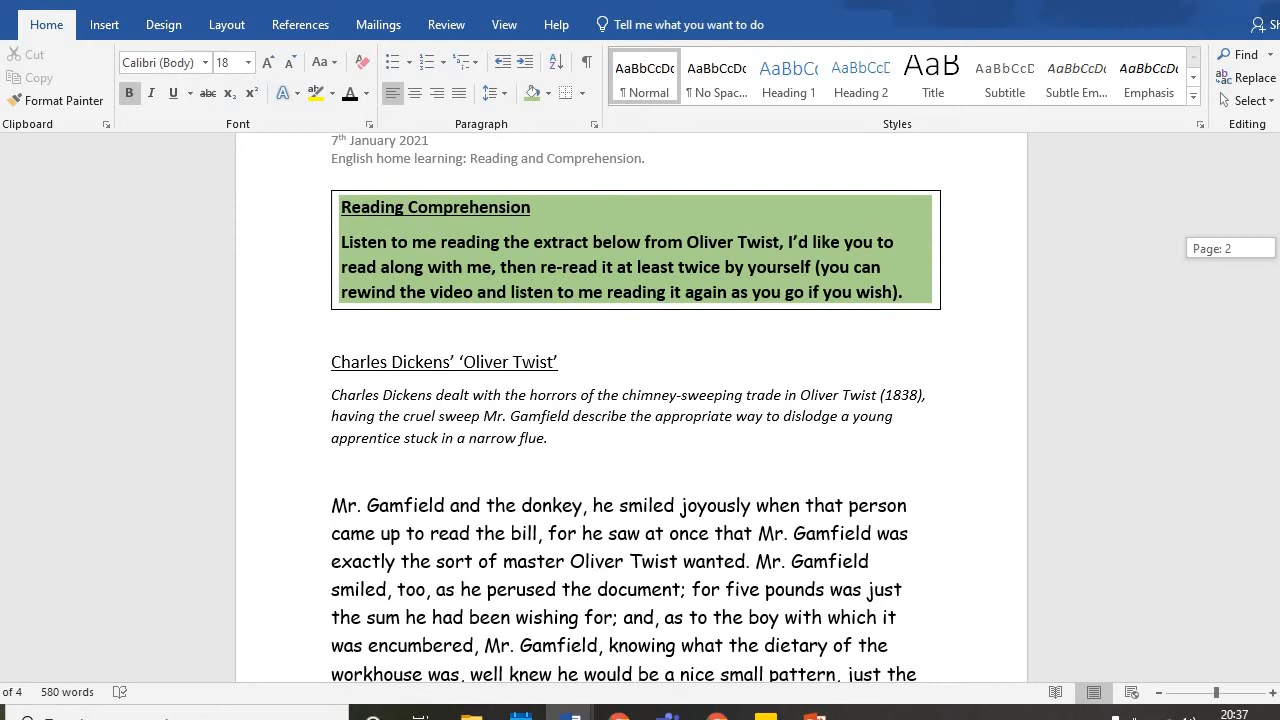 Home Insert Design Layout References Mailings Review View Help Tell me what you want to do
Cut
Copy
Format Painter
Calibri (Body) 18
AaBbCcDc AaBbCcDc AaBbC AaBbCcD AaB AaBbCcD AaBbCcDc AaBbCcDc
¶ Normal ¶ No Spac... Heading 1 Heading 2 Title Subtitle Subtle Em... Emphasis
Find
Replace
Select
Clipboard Font Paragraph Styles Editing
7th January 2021
English home learning: Reading and Comprehension.
Reading Comprehension
Listen to me reading the extract below from Oliver Twist, I’d like you to
read along with me, then re-read it at least twice by yourself (you can
rewind the video and listen to me reading it again as you go if you wish).
Page: 2
Charles Dickens’ ‘Oliver Twist’
Charles Dickens dealt with the horrors of the chimney-sweeping trade in Oliver Twist (1838),
having the cruel sweep Mr. Gamfield describe the appropriate way to dislodge a young
apprentice stuck in a narrow flue.
Mr. Gamfield and the donkey, he smiled joyously when that person
came up to read the bill, for he saw at once that Mr. Gamfield was
exactly the sort of master Oliver Twist wanted. Mr. Gamfield
smiled, too, as he perused the document; for five pounds was just
the sum he had been wishing for; and, as to the boy with which it
was encumbered, Mr. Gamfield, knowing what the dietary of the
workhouse was, well knew he would be a nice small pattern, just the
of 4 580 words
20:37